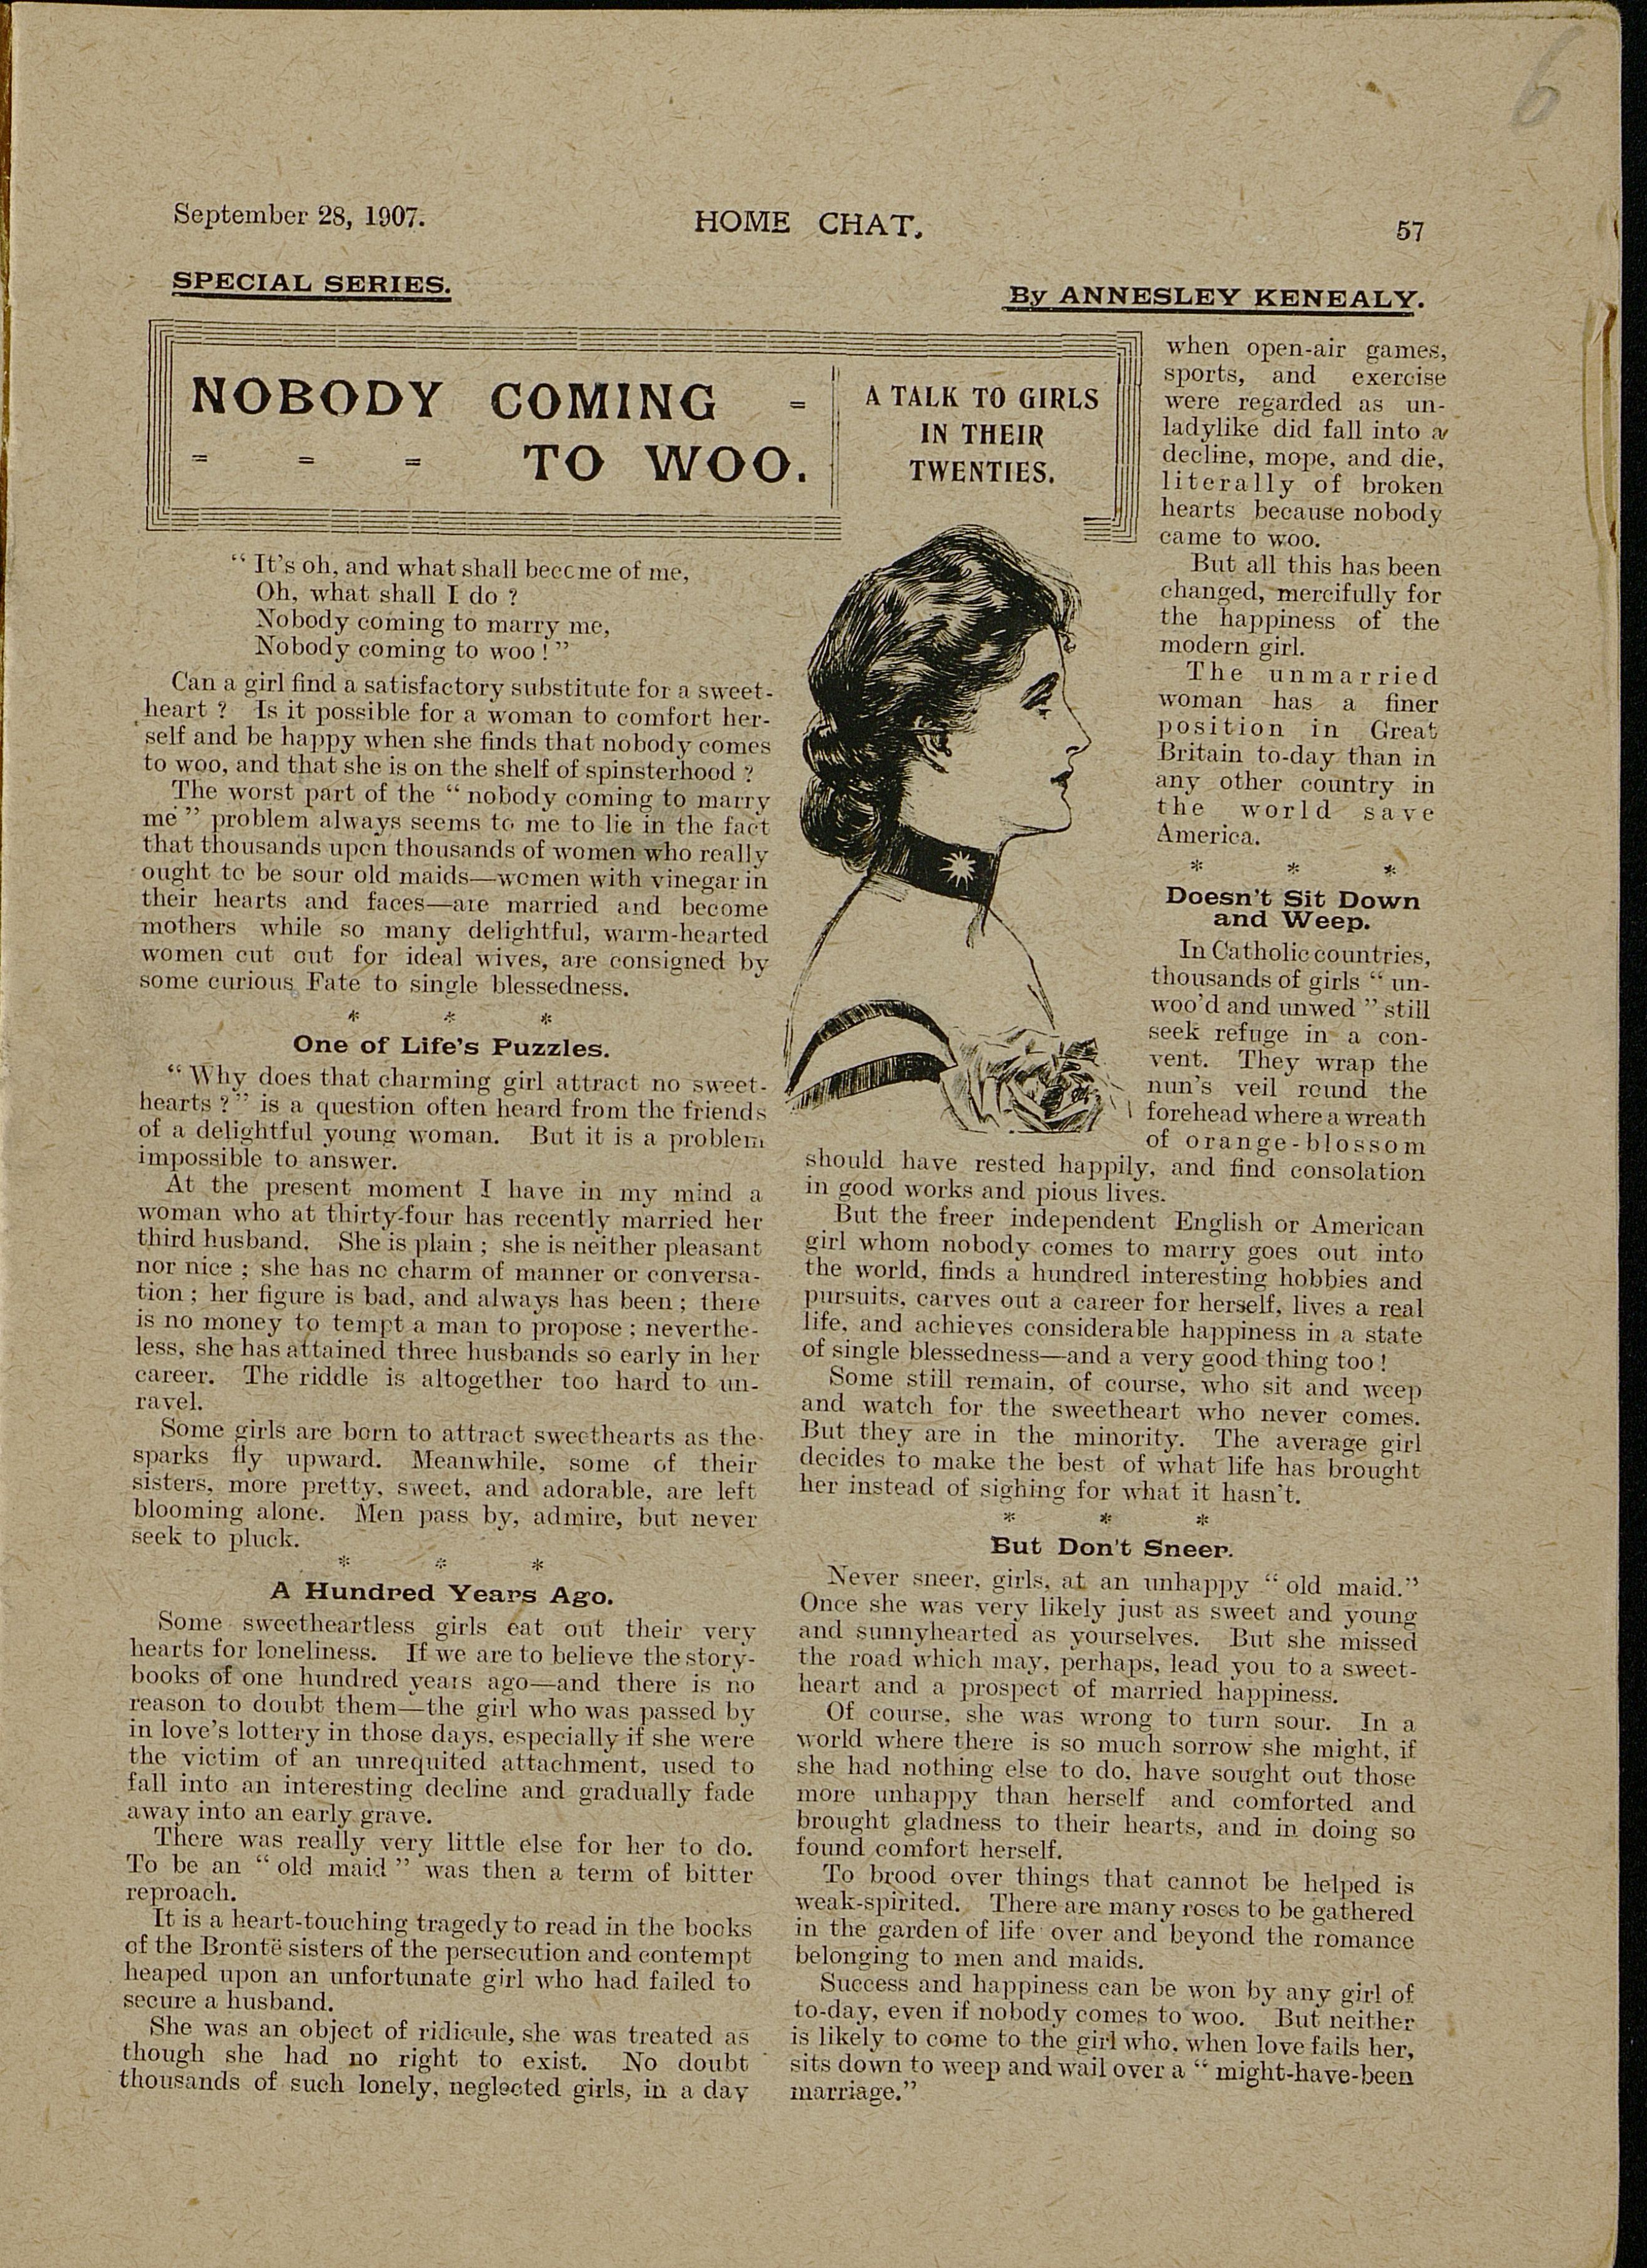 6
September 28, 1907.
HOME CHAT.
57
SPECIAL SERIES.
By ANNESLEY KENEALY.
NOBODY COMING -
- - - TO WOO.
A TALK TO GIRLS
IN THEIR
TWENTIES.
“ It's oh, and what shall become of me,
Oh, what shall I do ?
Nobody coming to marry me,
Nobody coming to woo ! ”
Can a girl find a satisfactory substitute for a sweet-
heart ? Is it possible for a woman to comfort her-
self and be happy when she finds that nobody comes
to woo, and that she is on the shelf of spinsterhood ?
The worst part of the “ nobody coming to marry
me ” problem always seems to me to lie in the fact
that thousands upon thousands of women who really
ought to be sour old maids—women with vinegar in
their hearts and faces—are married and become
mothers while so many delightful, warm-hearted
women cut out for ideal wives, are consigned by
some curious Fate to single blessedness.
* * *
One of Life's Puzzles.
“ Why does that charming girl attract no sweet-
hearts ? ” is a question often heard from the friends
of a delightful young woman. But it is a problem
impossible to answer.
At the present moment I have in my mind a
woman who at thirty-four has recently married her
third husband. She is plain ; she is neither pleasant
nor nice ; she has no charm of manner or conversa-
tion ; her figure is bad, and always has been ; there
is no money to tempt a man to propose ; neverthe-
less, she has attained three husbands so early in her
career. The riddle is altogether too hard to un-
ravel.
Some girls are born to attract sweethearts as the
sparks fly upward. Meanwhile, some of their
sisters, more pretty, sweet, and adorable, are left
blooming alone. Men pass by, admire, but never
seek to pluck.
* * *
A Hundred Years Ago.
Some sweetheartless girls eat out their very
hearts for loneliness. If we are to believe the story-
books of one hundred years ago—and there is no
reason to doubt them—the girl who was passed by
in love's lottery in those days, especially if she were
the victim of an unrequited attachment, used to
fall into an interesting decline and gradually fade
away into an early grave.
There was really very little else for her to do.
To be an “ old maid ” was then a term of bitter
reproach.
It is a heart-touching tragedy to read in the books
of the Brontë sisters of the persecution and contempt
heaped upon an unfortunate girl who had failed to
secure a husband.
She was an object of ridicule, she was treated as
though she had no right to exist. No doubt
thousands of such lonely, neglected girls, in a day
when open-air games,
sports, and exercise
were regarded as un-
ladylike did fall into a
decline, mope, and die,
literally of broken
hearts because nobody
came to woo.
But all this has been
changed, mercifully for
the happiness of the
modern girl.
The unmarried
woman has a finer
position in Great
Britain to-day than in
any other country in
the world save
America.
* * *
Doesn't Sit Down
and Weep.
In Catholic countries,
thousands of girls “ un-
woo'd and unwed ” still
seek refuge in a con-
vent. They wrap the
nun's veil round the
forehead where a wreath
of orange-blossom
should have rested happily, and find consolation
in good works and pious lives.
But the freer independent English or American
girl whom nobody comes to marry goes out into
the world, finds a hundred interesting hobbies and
pursuits, carves out a career for herself, lives a real
life, and achieves considerable happiness in a state
of single blessedness—and a very good thing too !
Some still remain, of course, who sit and weep
and watch for the sweetheart who never comes.
But they are in the minority. The average girl
decides to make the best of what life has brought
her instead of sighing for what it hasn't.
* * *
But Don't Sneer.
Never sneer, girls, at an unhappy “ old maid.”
Once she was very likely just as sweet and young
and sunnyhearted as yourselves. But she missed
the road which may, perhaps, lead you to a sweet-
heart and a prospect of married happiness.
Of course, she was wrong to turn sour. In a
world where there is so much sorrow she might, if
she had nothing else to do, have sought out those
more unhappy than herself and comforted and
brought gladness to their hearts, and in doing so
found comfort herself.
To brood over things that cannot be helped is
weak-spirited. There are many roses to be gathered
in the garden of life over and beyond the romance
belonging to men and maids.
Success and happiness can be won by any girl of
to-day, even if nobody comes to woo. But neither
is likely to come to the girl who, when love fails her,
sits down to weep and wail over a “ might-have-been
marriage.”